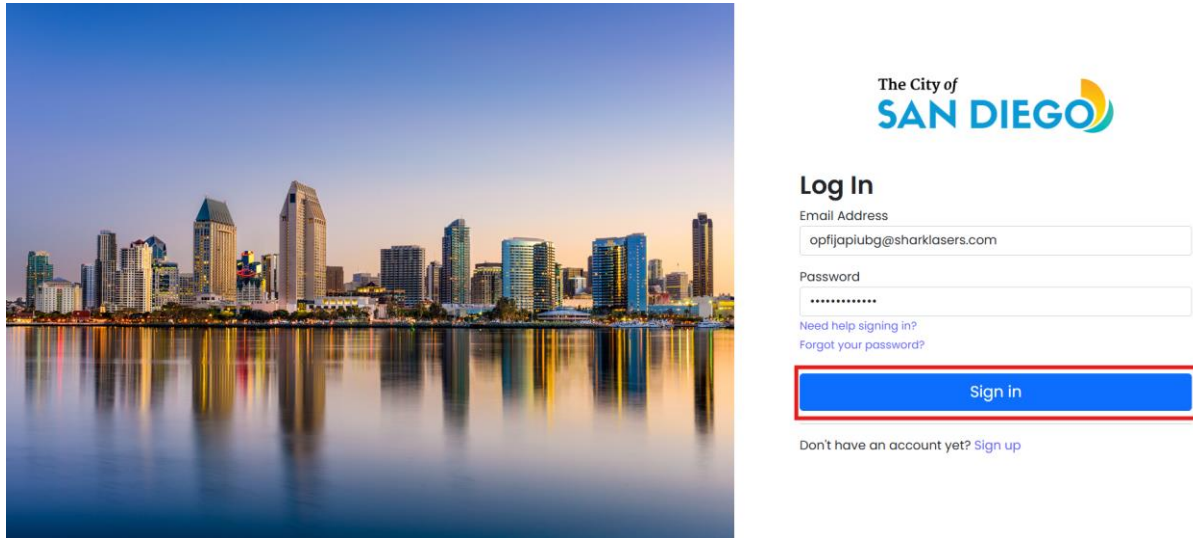 The City of
SAN DIEGO
Log In
Email Address
opfijapiubg@sharklasers.com
Password
•••••••••••••
Need help signing in?
Forgot your password?
Sign in
Don't have an account yet? Sign up